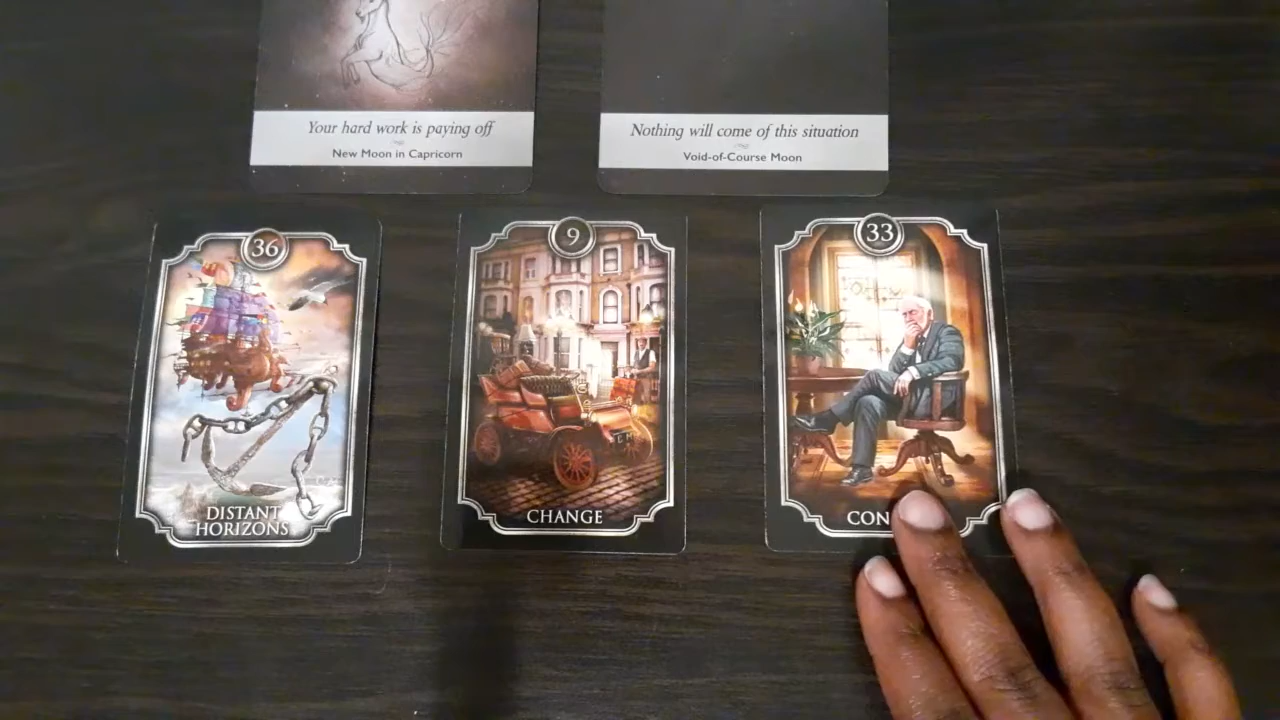 Your hard work is paying off
New Moon in Capricorn
Nothing will come of this situation
Void-of-Course Moon
36
DISTANT
HORIZONS
9
CHANGE
33